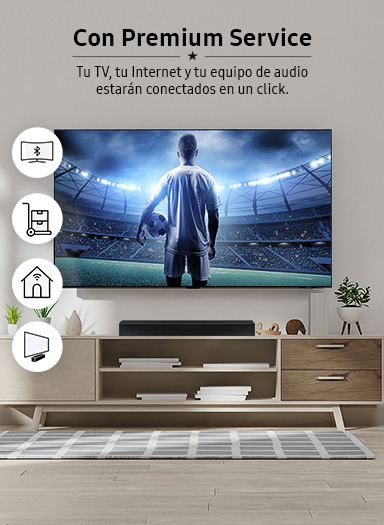 Con Premium Service
Tu TV, tu Internet y tu equipo de audio
estarán conectados en un click.